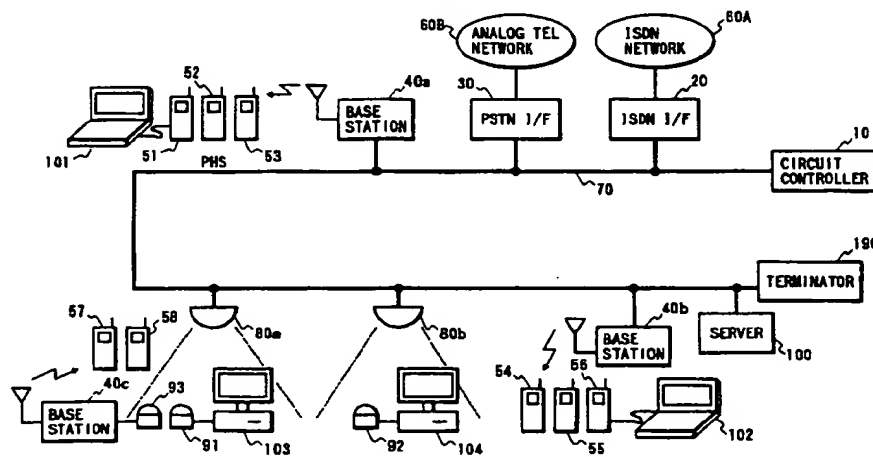 60B
ANALOG TEL
NETWORK
60A
ISDN
NETWORK
52
40a
30
20
BASE
STATION
PSTN I/F
ISDN I/F
10
CIRCUIT
CONTROLLER
101
51
53
PHS
70
190
TERMINATOR
57
58
80a
80b
40b
BASE
STATION
SERVER
100
40c
93
54
56
BASE
STATION
91
103
92
104
55
102